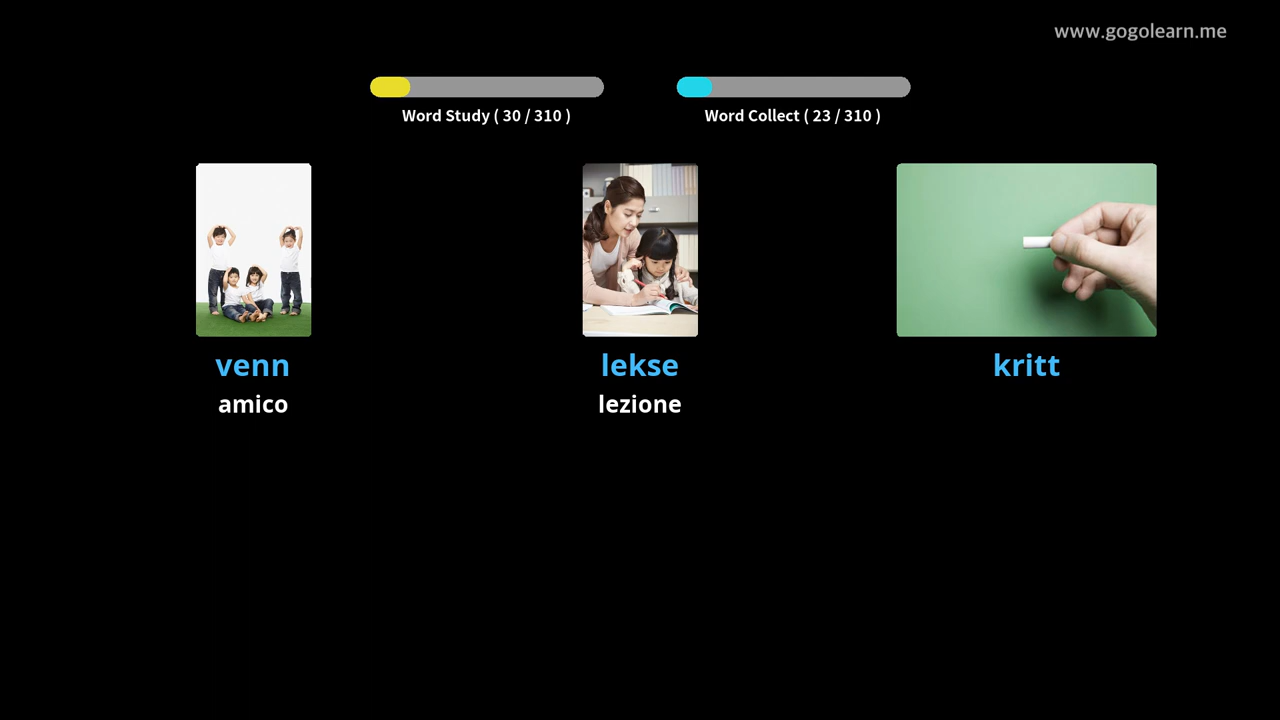 www.gogolearn.me
Word Study ( 30 / 310 )
Word Collect ( 23 / 310 )
venn
lekse
kritt
amico
lezione